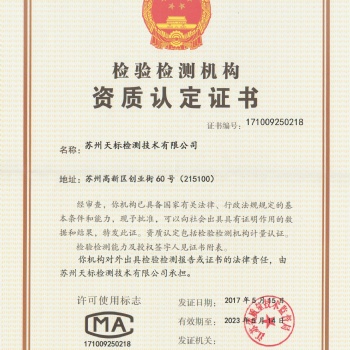 检验检测机构
资质认定证书
证书编号：171009250218
名称：苏州天标检测技术有限公司
地址：苏州高新区创业街60号（215100）
经审查，你机构已具备国家有关法律、行政法规规定的基
本条件和能力，现予批准，可以向社会出具具有证明作用的数
据和结果，特发此证。资质认定包括检验检测机构计量认证。
检验检测能力及授权签字人见证书附表。
你机构对外出具检验检测报告或证书的法律责任，由
苏州天标检测技术有限公司承担。
许可使用标志
MA
171009250218
发证日期：2017年5月15日
有效期至：2023年5月14日
发证机关：